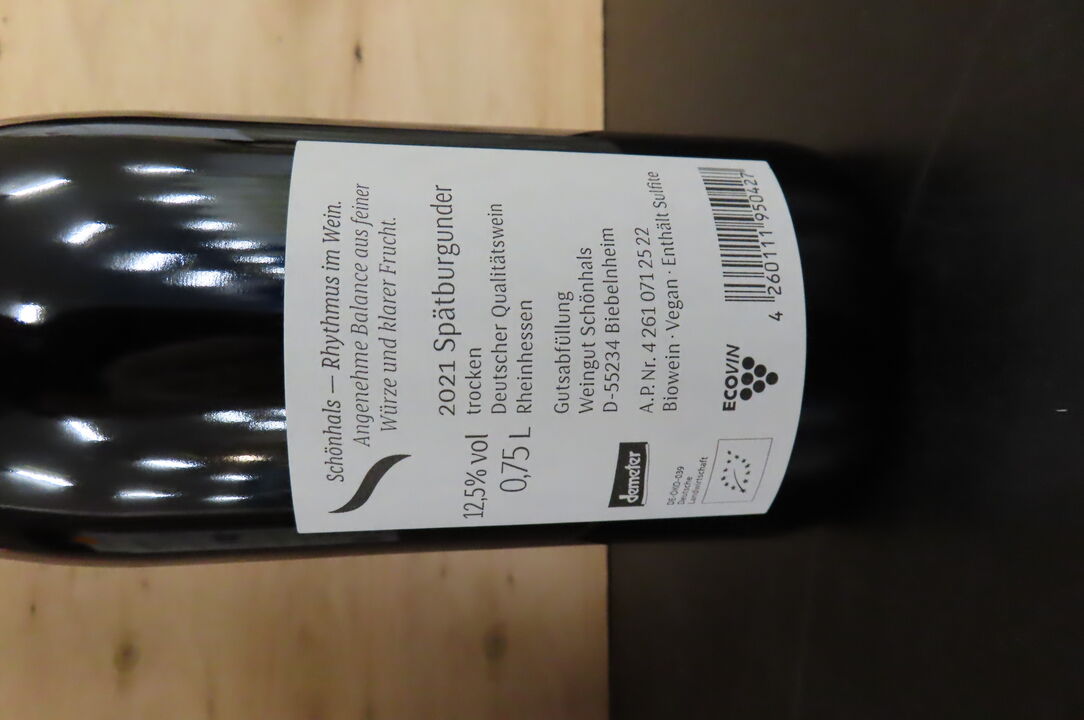 Schönhals – Rhythmus im Wein.
Angenehme Balance aus feiner
Würze und klarer Frucht.
2021 Spätburgunder
12,5% vol trocken
Deutscher Qualitätswein
0,75 L Rheinhessen
Gutsabfüllung
Weingut Schönhals
D-55234 Biebelnheim
A.P. Nr. 4 261 071 25 22
Biowein · Vegan · Enthält Sulfite
demeter
DE-ÖKO-039
Deutsche
Landwirtschaft
ECOVIN
4 260111 950427